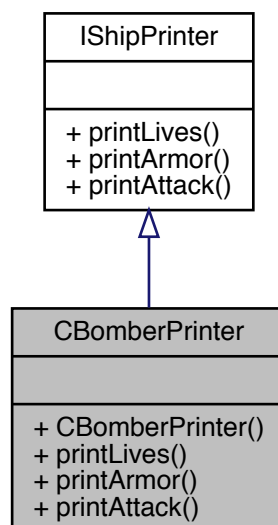 IShipPrinter
+ printLives()
+ printArmor()
+ printAttack()
CBomberPrinter
+ CBomberPrinter()
+ printLives()
+ printArmor()
+ printAttack()